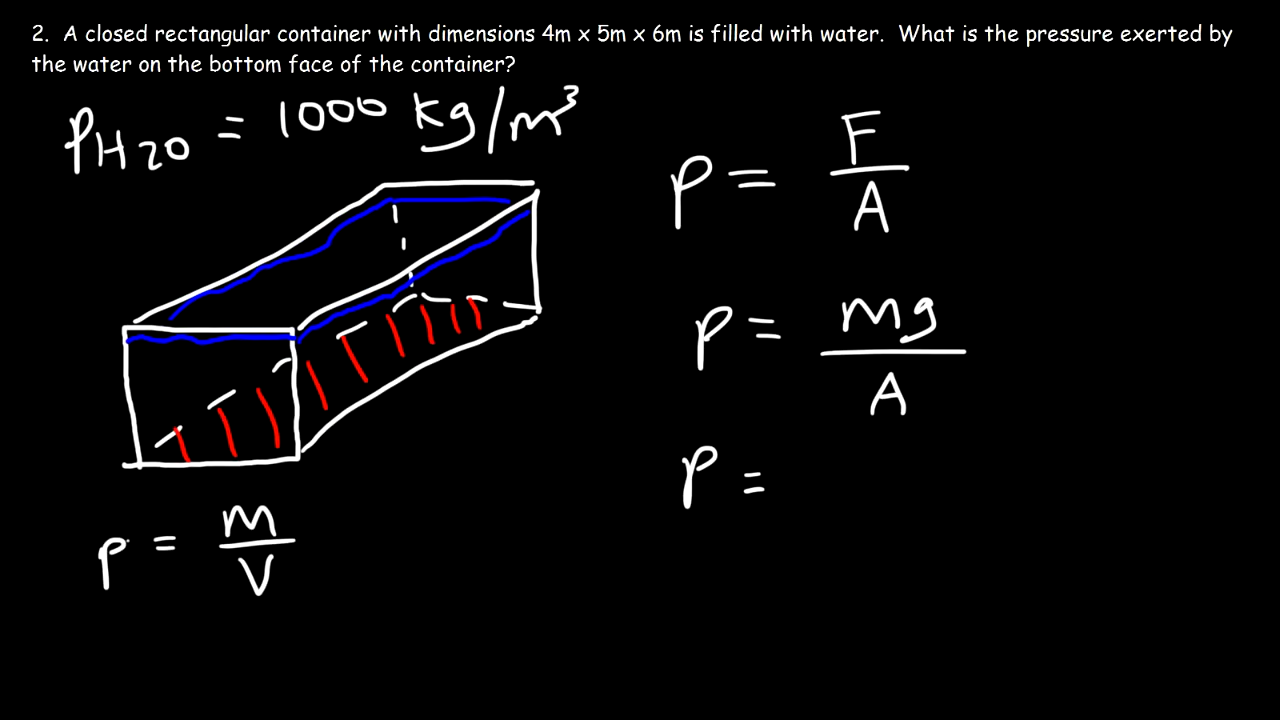 2. A closed rectangular container with dimensions 4m x 5m x 6m is filled with water. What is the pressure exerted by
the water on the bottom face of the container?
ρH2O = 1000 kg/m³
P = F/A
P = mg/A
P =
ρ = m/V